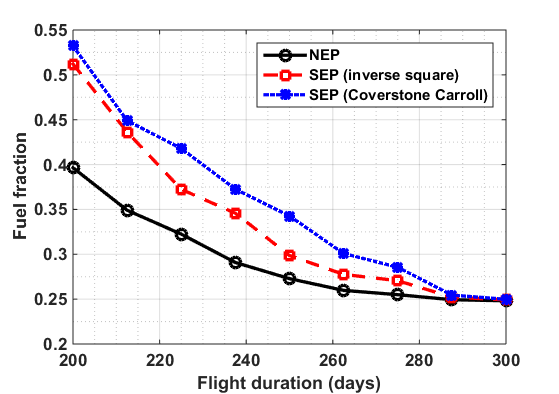 0.55
0.5
0.45
0.4
0.35
0.3
0.25
0.2
Fuel fraction
NEP
SEP (inverse square)
SEP (Coverstone Carroll)
200
220
240
260
280
300
Flight duration (days)